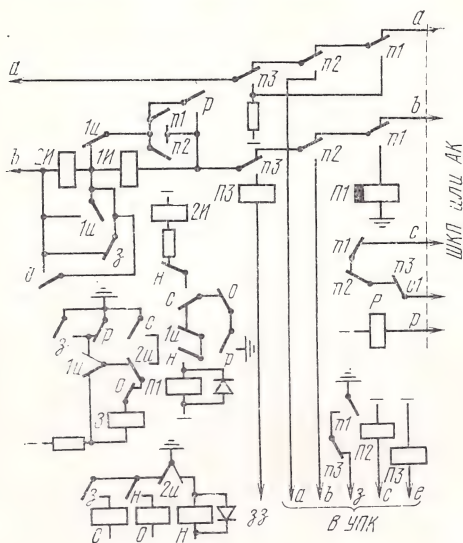 а
п1
а
п2
п3
а
п1
р
п2
b
1и
b
2И
1И
п3
п2
п1
П3
П1
2И
1и
з
с
п1
н
и
п2
п3
с1
с
о
Р
р
з
р
с
1и
2и
1и
н
р
о
П1
З
п1
П2
п3
П3
з
н
2и
С
О
Н
зз
а
b
з
с
е
В УПК
ШКП ИЛИ АК